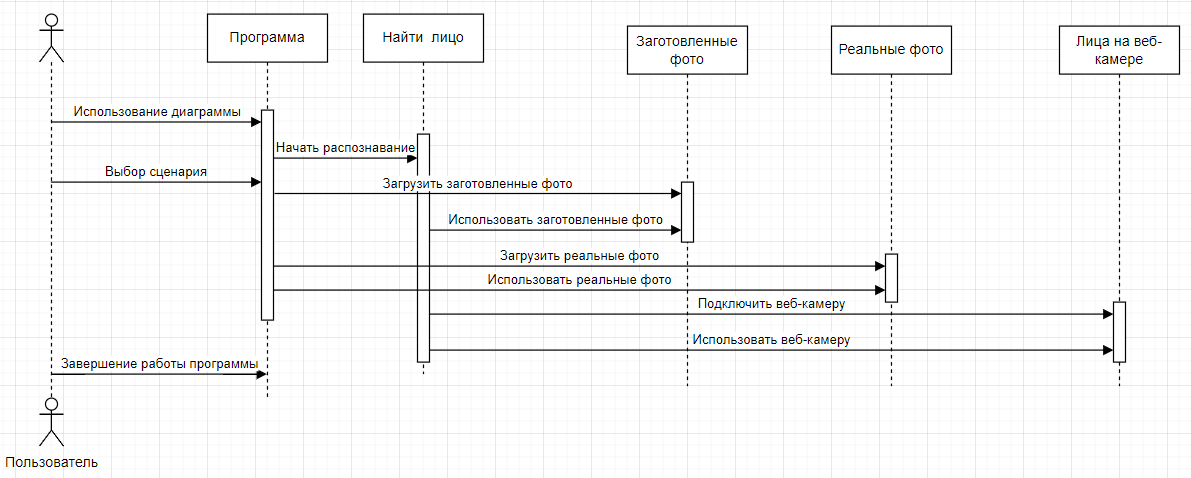 Программа
Найти лицо
Заготовленные
фото
Реальные фото
Лица на веб-
камере
Использование диаграммы
Начать распознавание
Выбор сценария
Загрузить заготовленные фото
Использовать заготовленные фото
Загрузить реальные фото
Использовать реальные фото
Подключить веб-камеру
Использовать веб-камеру
Завершение работы программы
Пользователь